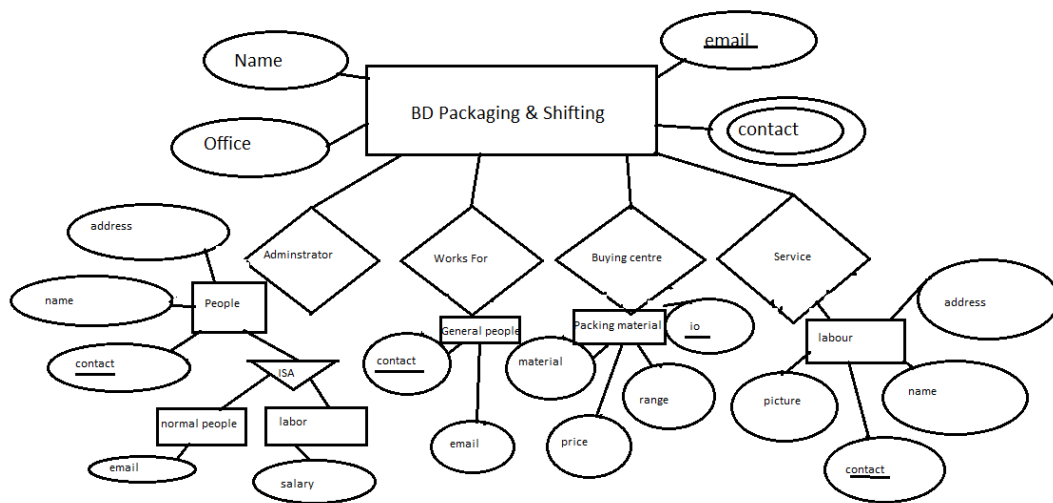 email
Name
BD Packaging & Shifting
contact
Office
address
Adminstrator
Works For
Buying centre
Service
name
People
address
General people
Packing material
io
labour
contact
contact
material
ISA
range
picture
name
normal people
labor
email
price
email
salary
contact